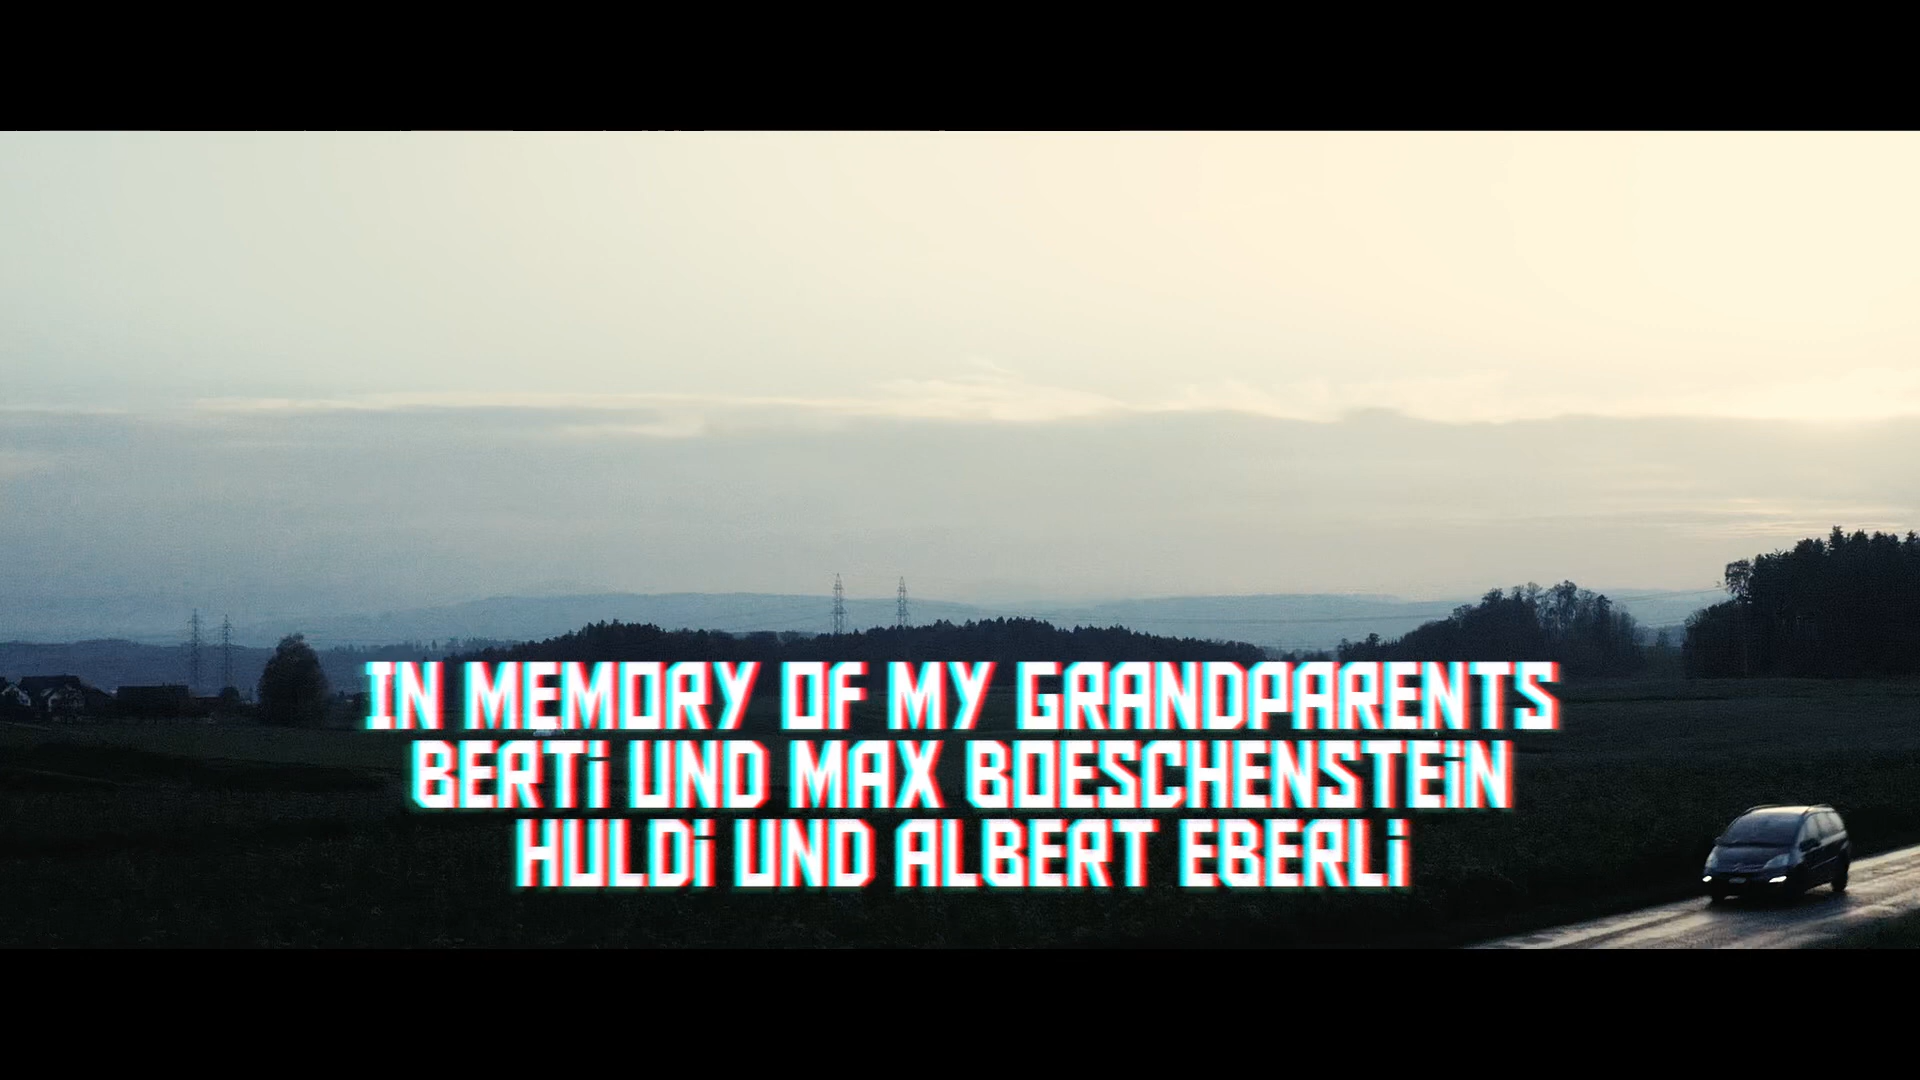 IN MEMORY OF MY GRANDPARENTS
BERTi UND MAX BOESCHENSTEiN
HULDi UND ALBERT EBERLi